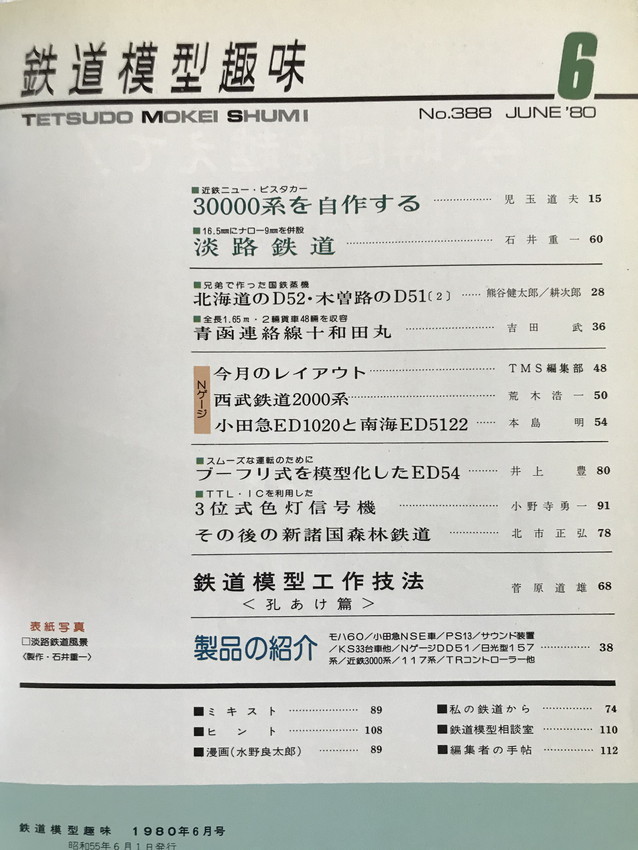 鉄道模型趣味 6
TETSUDO MOKEI SHUMI No.388 JUNE '80
■近鉄ニュー・ビスタカー
30000系を自作する ……… 児玉道夫 15
■16.5㎜にナロー9㎜を併設
淡路鉄道 ……… 石井重一 60
■兄弟で作った国鉄蒸機
北海道のD52・木曽路のD51〔2〕 …… 熊谷健太郎／耕次郎 28
■全長1.65m・2軸貨車48輛を収容
青函連絡線十和田丸 ……… 吉田 武 36
Nゲージ
今月のレイアウト ……… TMS編集部 48
西武鉄道2000系 ……… 荒木浩一 50
小田急ED1020と南海ED5122 …… 本島 明 54
■スムーズな運転のために
ブーフリ式を模型化したED54 ……… 井上 豊 80
■TTL・ICを利用した
3位式色灯信号機 ……… 小野寺勇一 91
その後の新諸国森林鉄道 ……… 北市正弘 78
鉄道模型工作技法 菅原道雄 68
＜孔あけ篇＞
表紙写真
□淡路鉄道風景
〈製作・石井重一〉
製品の紹介
モハ60／小田急NSE車／PS13／サウンド装置
／KS33台車他／NゲージDD51／日光型157 ……… 38
系／近鉄3000系／117系／TRコントローラー他
■ミキスト ……… 89
■ヒント ……… 108
■漫画（水野良太郎） ……… 89
■私の鉄道から ……… 74
■鉄道模型相談室 ……… 110
■編集者の手帖 ……… 112
鉄道模型趣味 1980年6月号
昭和55年6月1日発行